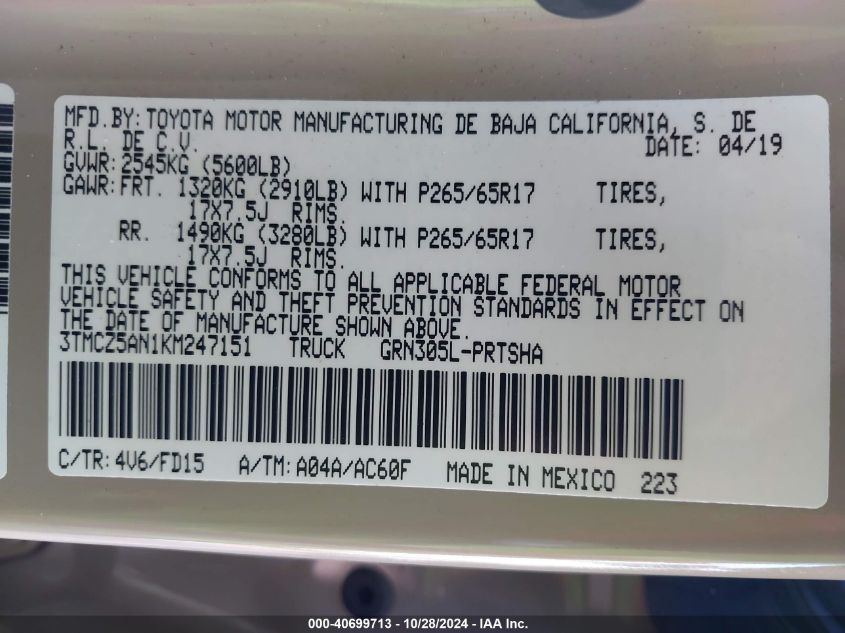 MFD.BY: TOYOTA MOTOR MANUFACTURING DE BAJA CALIFORNIA, S. DE
R.L. DE C.V. DATE: 04/19
GVWR: 2545KG (5600LB)
GAWR: FRT. 1320KG (2910LB) WITH P265/65R17 TIRES,
17X7.5J RIMS.
RR. 1490KG (3280LB) WITH P265/65R17 TIRES,
17X7.5J RIMS.
THIS VEHICLE CONFORMS TO ALL APPLICABLE FEDERAL MOTOR
VEHICLE SAFETY AND THEFT PREVENTION STANDARDS IN EFFECT ON
THE DATE OF MANUFACTURE SHOWN ABOVE.
3TMCZ5AN1KM247151 TRUCK GRN305L-PRTSHA
C/TR: 4V6/FD15 A/TM: A04A/AC60F MADE IN MEXICO 223
000-40699713 - 10/28/2024 - IAA Inc.